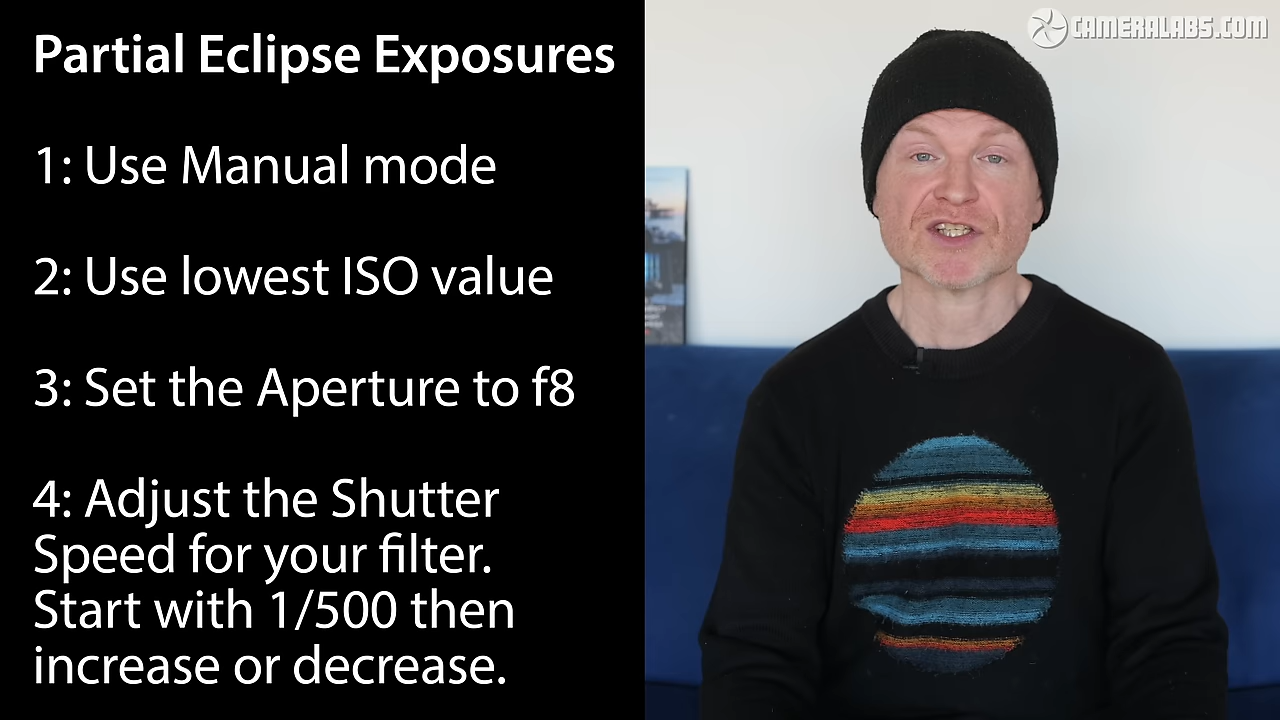 Partial Eclipse Exposures
1: Use Manual mode
2: Use lowest ISO value
3: Set the Aperture to f8
4: Adjust the Shutter
Speed for your filter.
Start with 1/500 then
increase or decrease.
CAMERALABS.COM